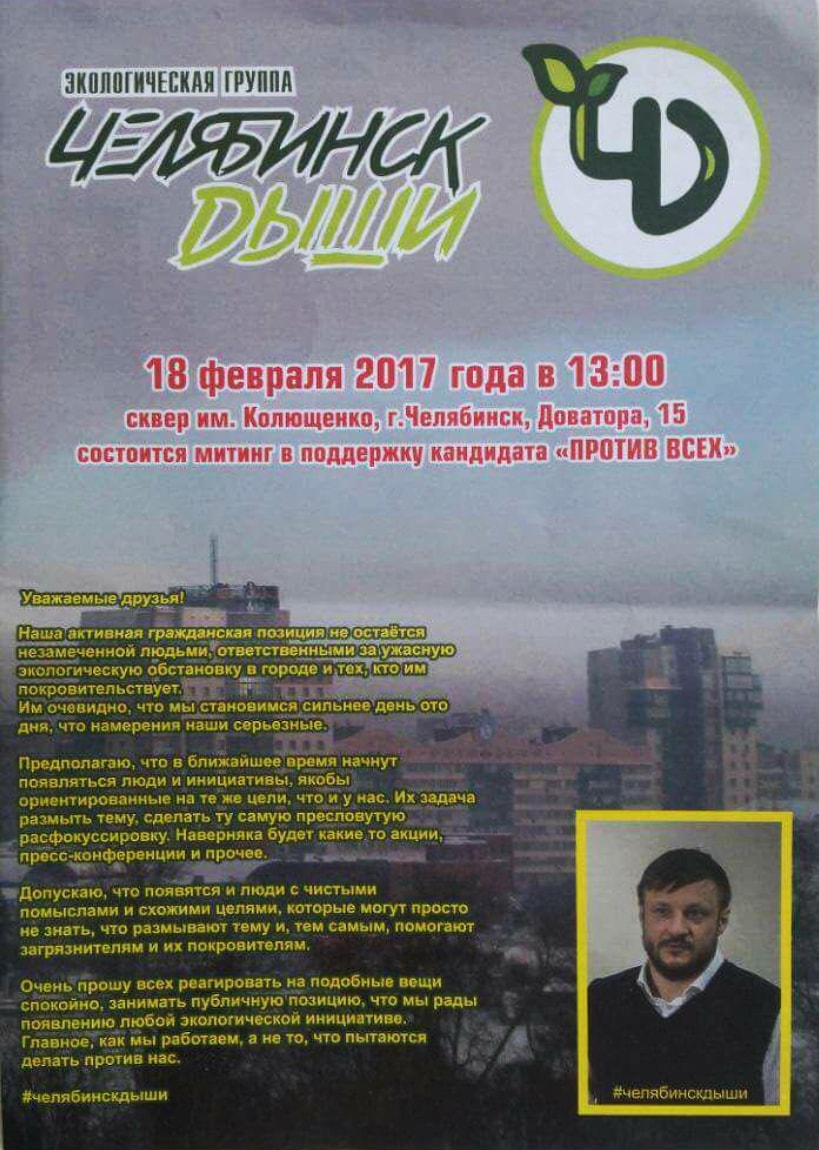 ЭКОЛОГИЧЕСКАЯ ГРУППА
ЧЕЛЯБИНСК
ДЫШИ
ЧД
18 февраля 2017 года в 13:00
сквер им. Колющенко, г.Челябинск, Доватора, 15
состоится митинг в поддержку кандидата «ПРОТИВ ВСЕХ»
Уважаемые друзья!
Наша активная гражданская позиция не остаётся
незамеченной людьми, ответственными за ужасную
экологическую обстановку в городе и тех, кто им
покровительствует.
Им очевидно, что мы становимся сильнее день ото
дня, что намерения наши серьезные.
Предполагаю, что в ближайшее время начнут
появляться люди и инициативы, якобы
ориентированные на те же цели, что и у нас. Их задача
размыть тему, сделать ту самую пресловутую
расфокуссировку. Наверняка будет какие то акции,
пресс-конференции и прочее.
Допускаю, что появятся и люди с чистыми
помыслами и схожими целями, которые могут просто
не знать, что размывают тему и, тем самым, помогают
загрязнителям и их покровителям.
Очень прошу всех реагировать на подобные вещи
спокойно, занимать публичную позицию, что мы рады
появлению любой экологической инициативе.
Главное, как мы работаем, а не то, что пытаются
делать против нас.
#челябинскдыши
#челябинскдыши